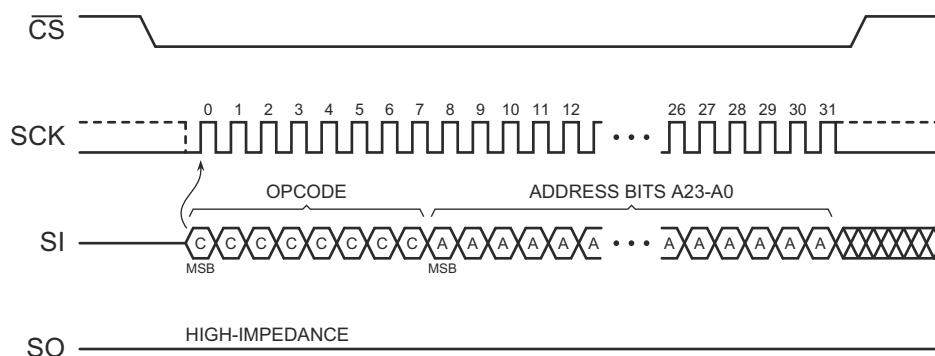 CS
0 1 2 3 4 5 6 7 8 9 10 11 12 26 27 28 29 30 31
SCK
OPCODE ADDRESS BITS A23-A0
SI C C C C C C C C A A A A A A ••• A A A A A A
MSB MSB
HIGH-IMPEDANCE
SO